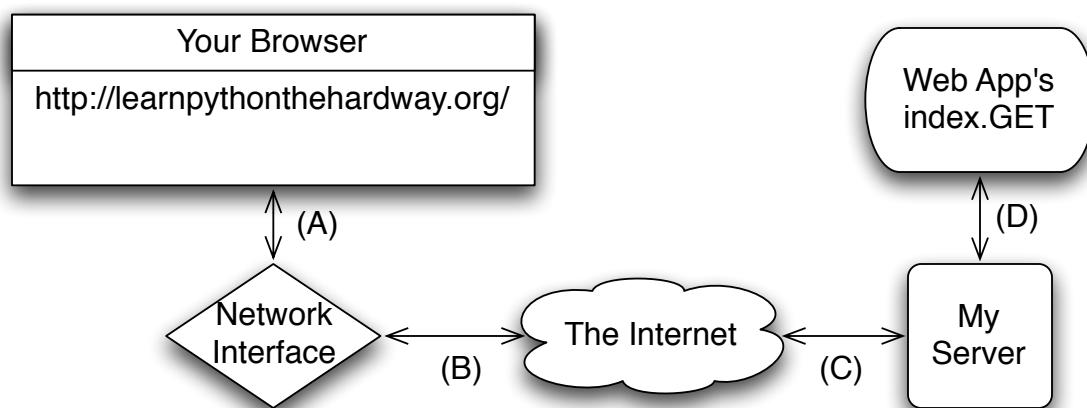 Your Browser
http://learnpythonthehardway.org/
Web App's
index.GET
(A)
(D)
Network
Interface
(B)
The Internet
(C)
My
Server